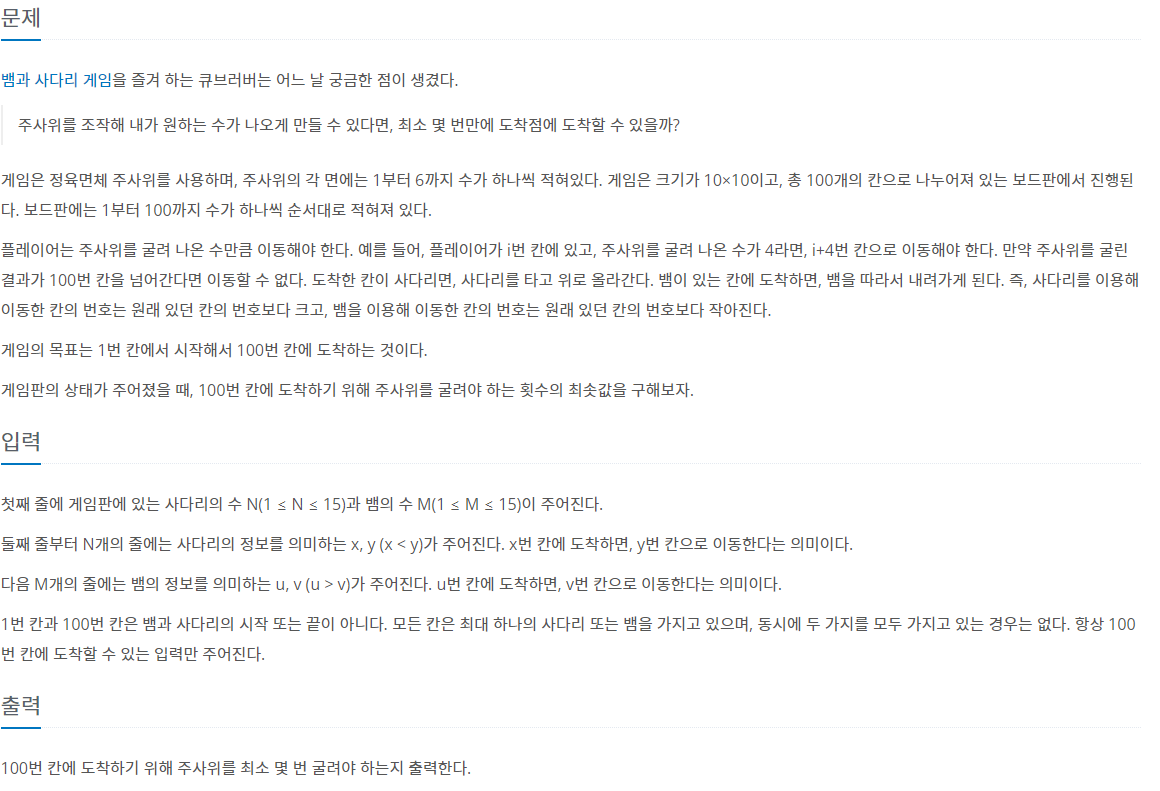 문제
뱀과 사다리 게임을 즐겨 하는 큐브러버는 어느 날 궁금한 점이 생겼다.
주사위를 조작해 내가 원하는 수가 나오게 만들 수 있다면, 최소 몇 번만에 도착점에 도착할 수 있을까?
게임은 정육면체 주사위를 사용하며, 주사위의 각 면에는 1부터 6까지 수가 하나씩 적혀있다. 게임은 크기가 10×10이고, 총 100개의 칸으로 나누어져 있는 보드판에서 진행된
다. 보드판에는 1부터 100까지 수가 하나씩 순서대로 적혀져 있다.
플레이어는 주사위를 굴려 나온 수만큼 이동해야 한다. 예를 들어, 플레이어가 i번 칸에 있고, 주사위를 굴려 나온 수가 4라면, i+4번 칸으로 이동해야 한다. 만약 주사위를 굴린
결과가 100번 칸을 넘어간다면 이동할 수 없다. 도착한 칸이 사다리면, 사다리를 타고 위로 올라간다. 뱀이 있는 칸에 도착하면, 뱀을 따라서 내려가게 된다. 즉, 사다리를 이용해
이동한 칸의 번호는 원래 있던 칸의 번호보다 크고, 뱀을 이용해 이동한 칸의 번호는 원래 있던 칸의 번호보다 작아진다.
게임의 목표는 1번 칸에서 시작해서 100번 칸에 도착하는 것이다.
게임판의 상태가 주어졌을 때, 100번 칸에 도착하기 위해 주사위를 굴려야 하는 횟수의 최솟값을 구해보자.
입력
첫째 줄에 게임판에 있는 사다리의 수 N(1 ≤ N ≤ 15)과 뱀의 수 M(1 ≤ M ≤ 15)이 주어진다.
둘째 줄부터 N개의 줄에는 사다리의 정보를 의미하는 x, y (x < y)가 주어진다. x번 칸에 도착하면, y번 칸으로 이동한다는 의미이다.
다음 M개의 줄에는 뱀의 정보를 의미하는 u, v (u > v)가 주어진다. u번 칸에 도착하면, v번 칸으로 이동한다는 의미이다.
1번 칸과 100번 칸은 뱀과 사다리의 시작 또는 끝이 아니다. 모든 칸은 최대 하나의 사다리 또는 뱀을 가지고 있으며, 동시에 두 가지를 모두 가지고 있는 경우는 없다. 항상 100
번 칸에 도착할 수 있는 입력만 주어진다.
출력
100번 칸에 도착하기 위해 주사위를 최소 몇 번 굴려야 하는지 출력한다.